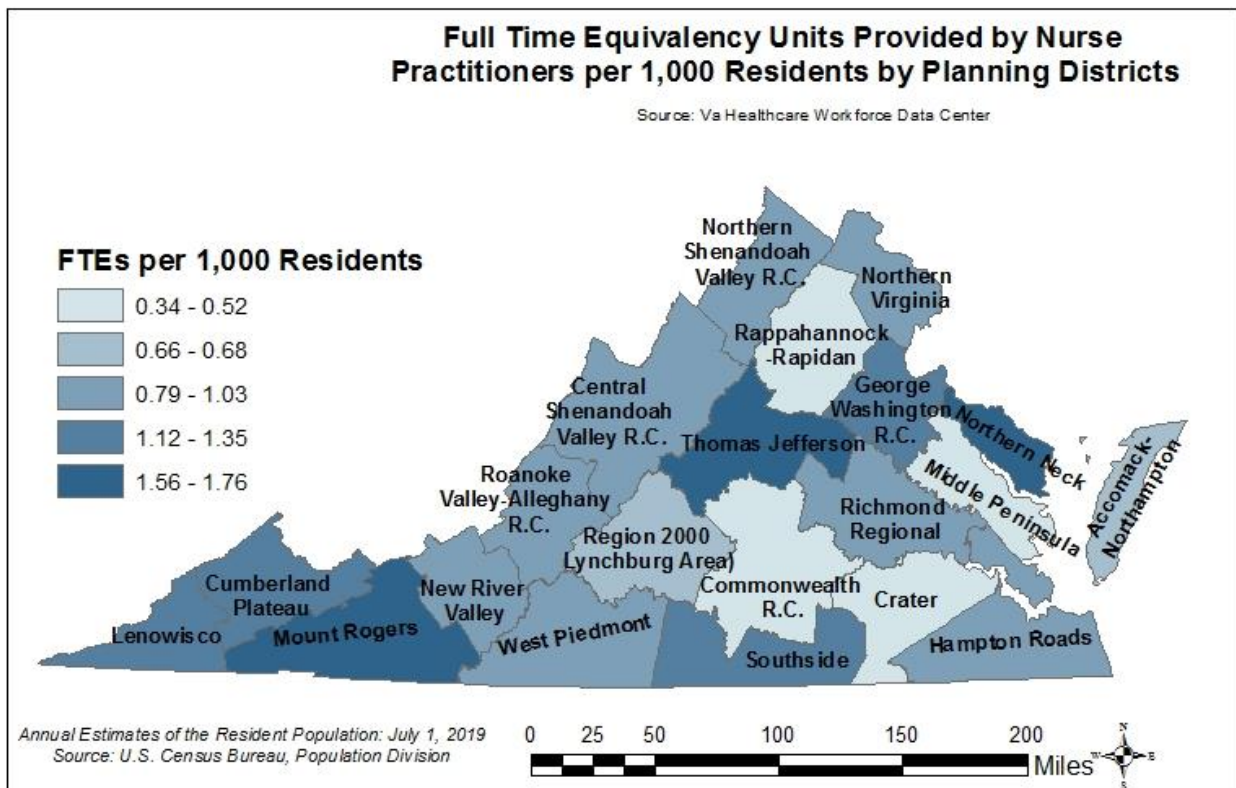 Full Time Equivalency Units Provided by Nurse
Practitioners per 1,000 Residents by Planning Districts
Source: Va Healthcare Workforce Data Center
FTEs per 1,000 Residents
0.34 - 0.52
0.66 - 0.68
0.79 - 1.03
1.12 - 1.35
1.56 - 1.76
Northern
Shenandoah
Valley R.C.
Northern
Virginia
Rappahannock
-Rapidan
Central
Shenandoah
Valley R.C.
George
Washington
R.C.
Northern Neck
Thomas Jefferson
Accomack-
Northampton
Middle Peninsula
Roanoke
Valley-Alleghany
R.C.
Richmond
Regional
Region 2000
Lynchburg Area)
Commonwealth
R.C.
Crater
Cumberland
Plateau
New River
Valley
Lenowisco
Mount Rogers
West Piedmont
Southside
Hampton Roads
Annual Estimates of the Resident Population: July 1, 2019
Source: U.S. Census Bureau, Population Division
0 25 50 100 150 200
Miles
N
W E
S